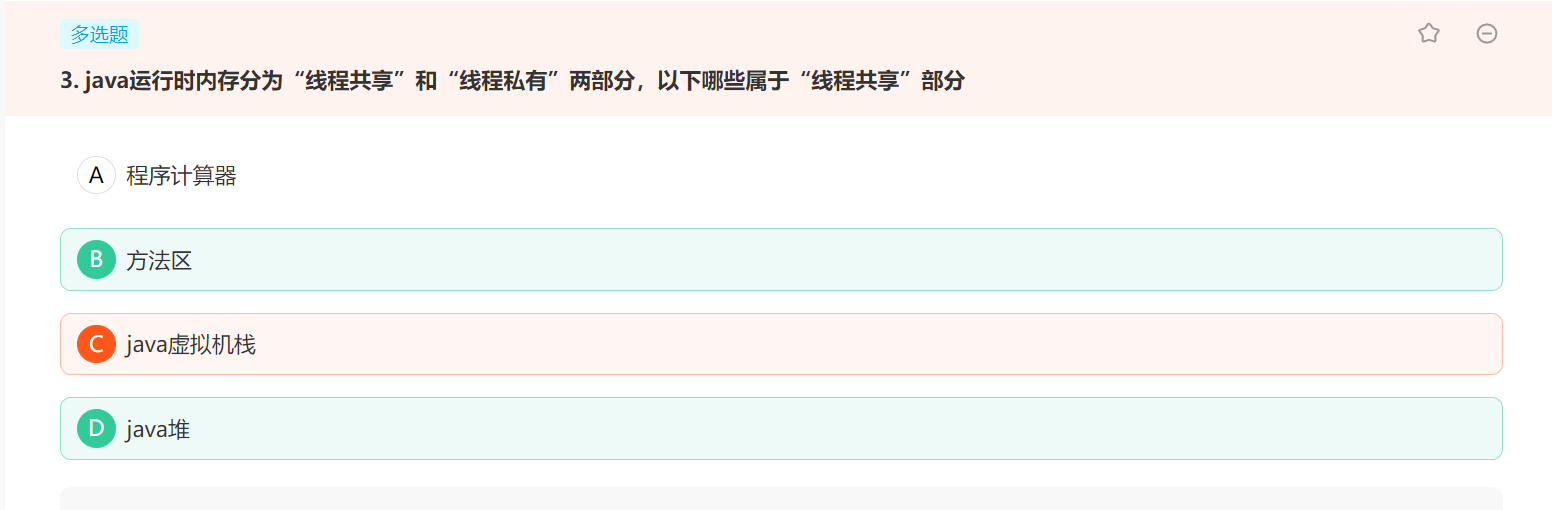 多选题
3. java运行时内存分为“线程共享”和“线程私有”两部分，以下哪些属于“线程共享”部分
A 程序计算器
B 方法区
C java虚拟机栈
D java堆